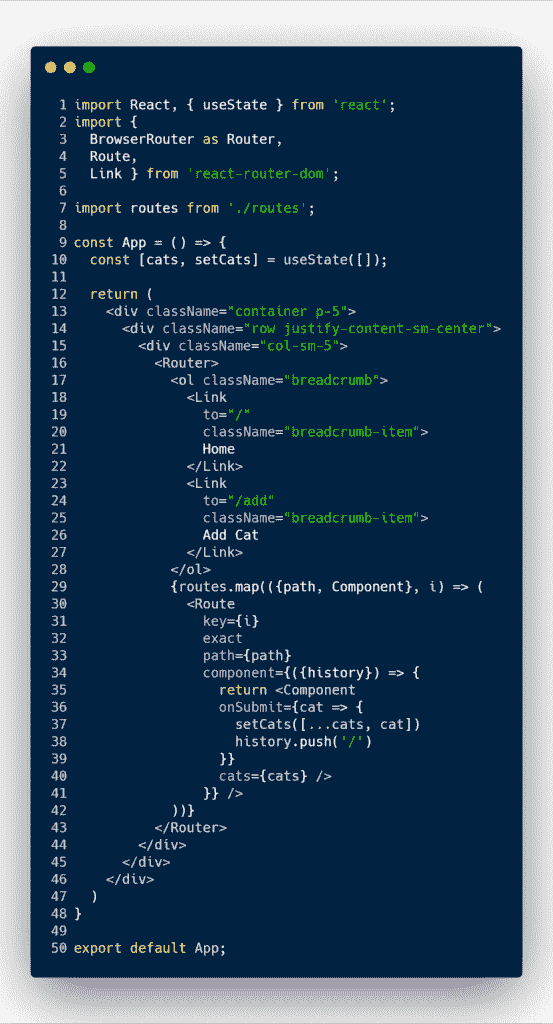 1 import React, { useState } from 'react';
2 import {
3   BrowserRouter as Router,
4   Route,
5   Link } from 'react-router-dom';
6
7 import routes from './routes';
8
9 const App = () => {
10   const [cats, setCats] = useState([]);
11
12   return (
13     <div className="container p-5">
14       <div className="row justify-content-sm-center">
15         <div className="col-sm-5">
16           <Router>
17             <ol className="breadcrumb">
18               <Link
19                 to="/"
20                 className="breadcrumb-item">
21                 Home
22               </Link>
23               <Link
24                 to="/add"
25                 className="breadcrumb-item">
26                 Add Cat
27               </Link>
28             </ol>
29             {routes.map(({path, Component}, i) => (
30               <Route
31                 key={i}
32                 exact
33                 path={path}
34                 component={({history}) => {
35                   return <Component
36                   onSubmit={cat => {
37                     setCats([...cats, cat])
38                     history.push('/')
39                   }}
40                   cats={cats} />
41                 }} />
42             ))}
43           </Router>
44         </div>
45       </div>
46     </div>
47   )
48 }
49
50 export default App;